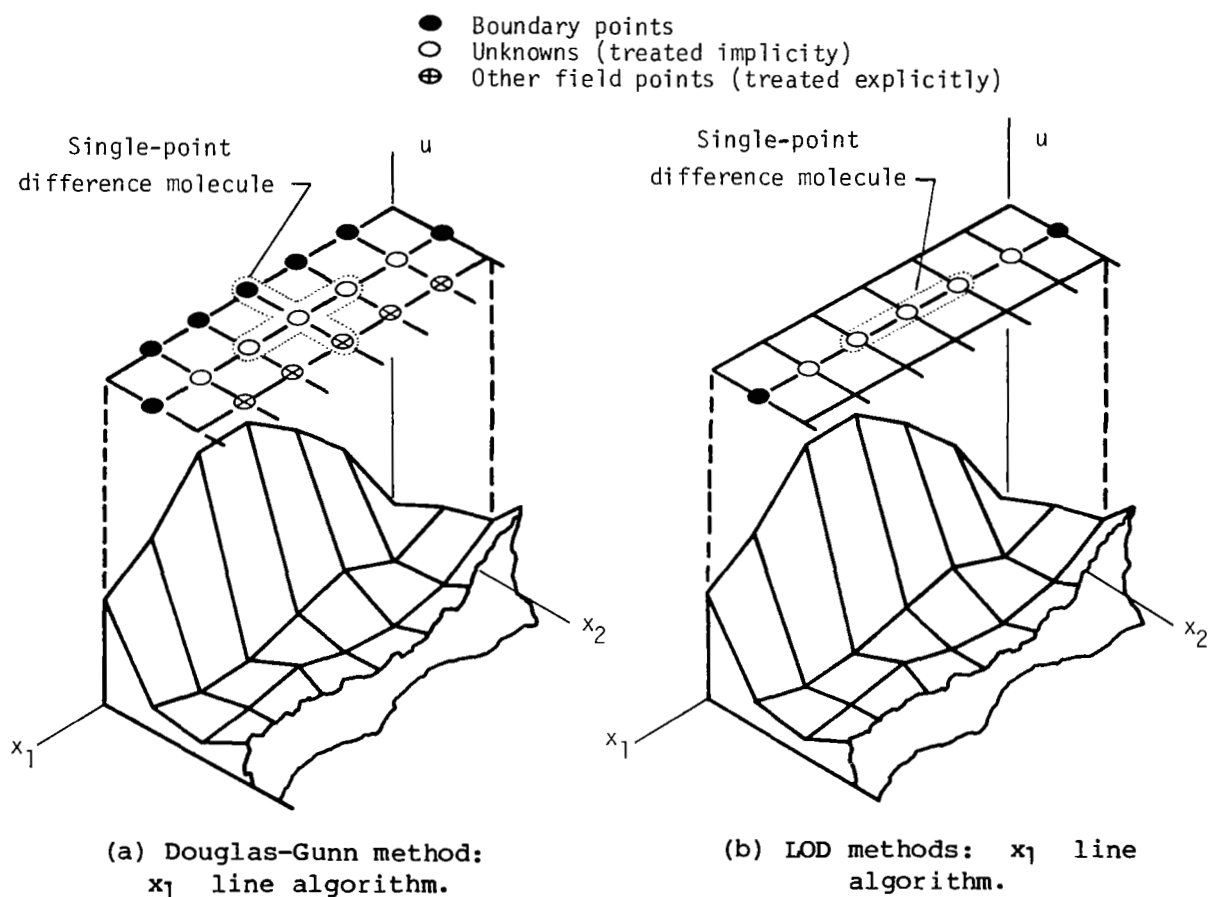 Boundary points
Unknowns (treated implicity)
Other field points (treated explicitly)
Single-point
difference molecule
u
x1
x2
(a) Douglas-Gunn method:
x1 line algorithm.
Single-point
difference molecule
u
x1
x2
(b) LOD methods: x1 line
algorithm.